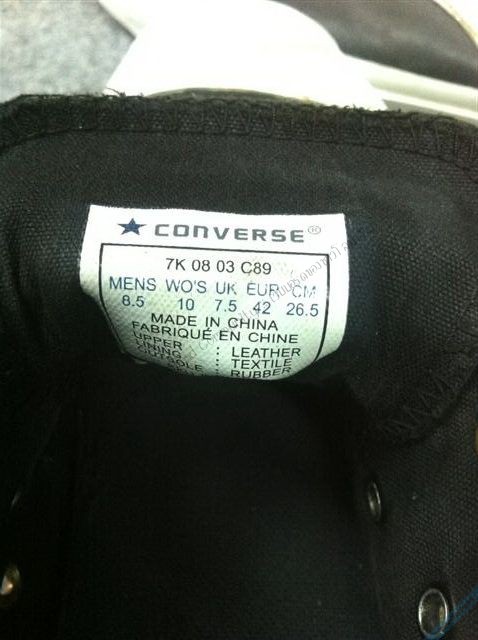 CONVERSE®
7K 08 03 C89
MENS WO'S UK EUR CM
8.5 10 7.5 42 26.5
MADE IN CHINA
FABRIQUÉ EN CHINE
UPPER : LEATHER
LINING : TEXTILE
OUTSOLE : RUBBER